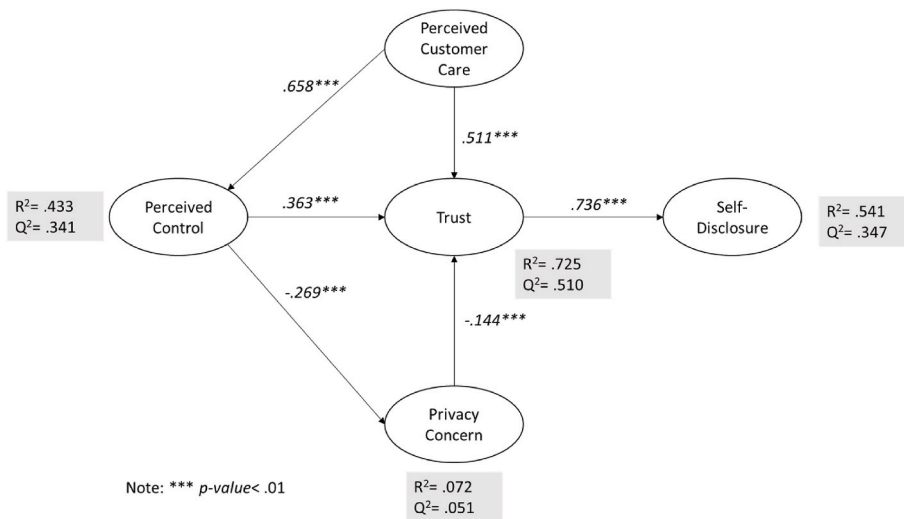 Perceived
Customer
Care
.658***
.511***
R²= .433
Q²= .341
Perceived
Control
.363***
Trust
.736***
Self-
Disclosure
R²= .541
Q²= .347
R²= .725
Q²= .510
-.269***
-.144***
Privacy
Concern
Note: *** p-value< .01
R²= .072
Q²= .051